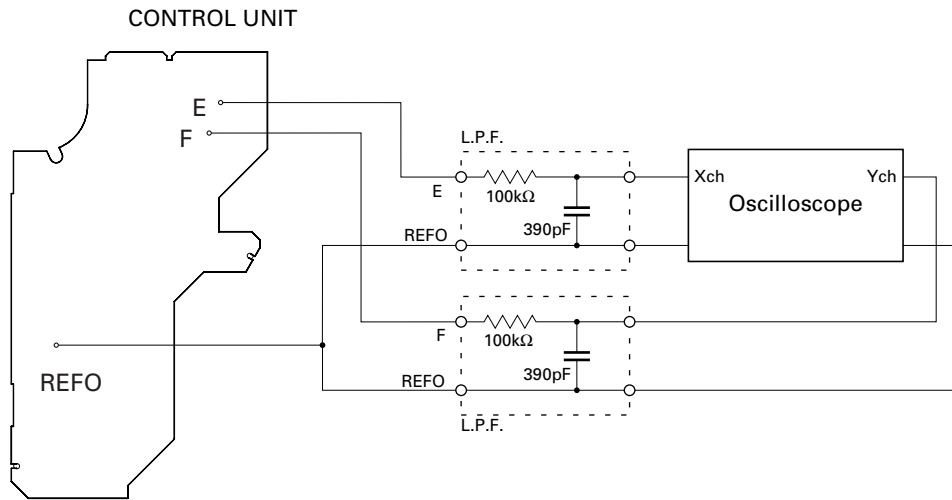 CONTROL UNIT
E
F
REFO
L.P.F.
E
100kΩ
390pF
REFO
Xch
Ych
Oscilloscope
F
100kΩ
390pF
REFO
L.P.F.